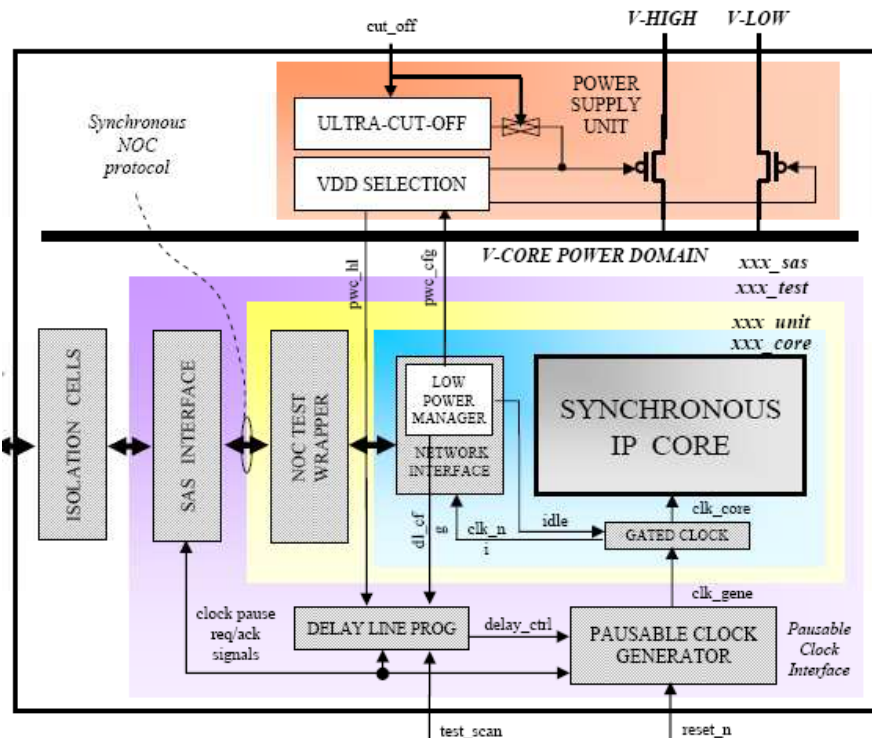 cut_off
V-HIGH
V-LOW
POWER
SUPPLY
UNIT
ULTRA-CUT-OFF
VDD SELECTION
Synchronous
NOC
protocol
V-CORE POWER DOMAIN
pwc_hl
pwc_cfg
xxx_sas
xxx_test
xxx_unit
xxx_core
ISOLATION CELLS
SAS INTERFACE
NOC TEST
WRAPPER
LOW
POWER
MANAGER
NETWORK
INTERFACE
SYNCHRONOUS
IP CORE
dl_cf
g
clk_n
i
idle
clk_core
GATED CLOCK
clk_gene
clock pause
req/ack
signals
DELAY LINE PROG
delay_ctrl
PAUSABLE CLOCK
GENERATOR
Pausable
Clock
Interface
test_scan
reset_n